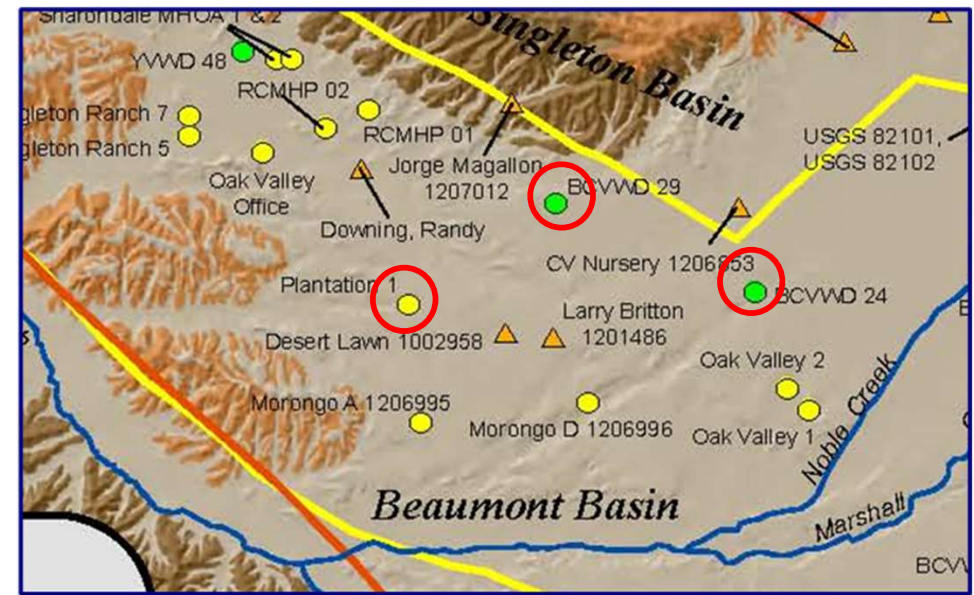 Sharondale MHOA 1 & 2
Singleton Basin
YVWD 48
RCMHP 02
gleton Ranch 7
RCMHP 01
USGS 82101,
USGS 82102
gleton Ranch 5
Jorge Magallon
1207012
Oak Valley
Office
BCVWD 29
Downing, Randy
CV Nursery 1206853
Plantation 1
BCVWD 24
Larry Britton
1201486
Desert Lawn 1002958
Oak Valley 2
Morongo A 1206995
Morongo D 1206996
Oak Valley 1
Noble Creek
Beaumont Basin
Marshall
BCVW